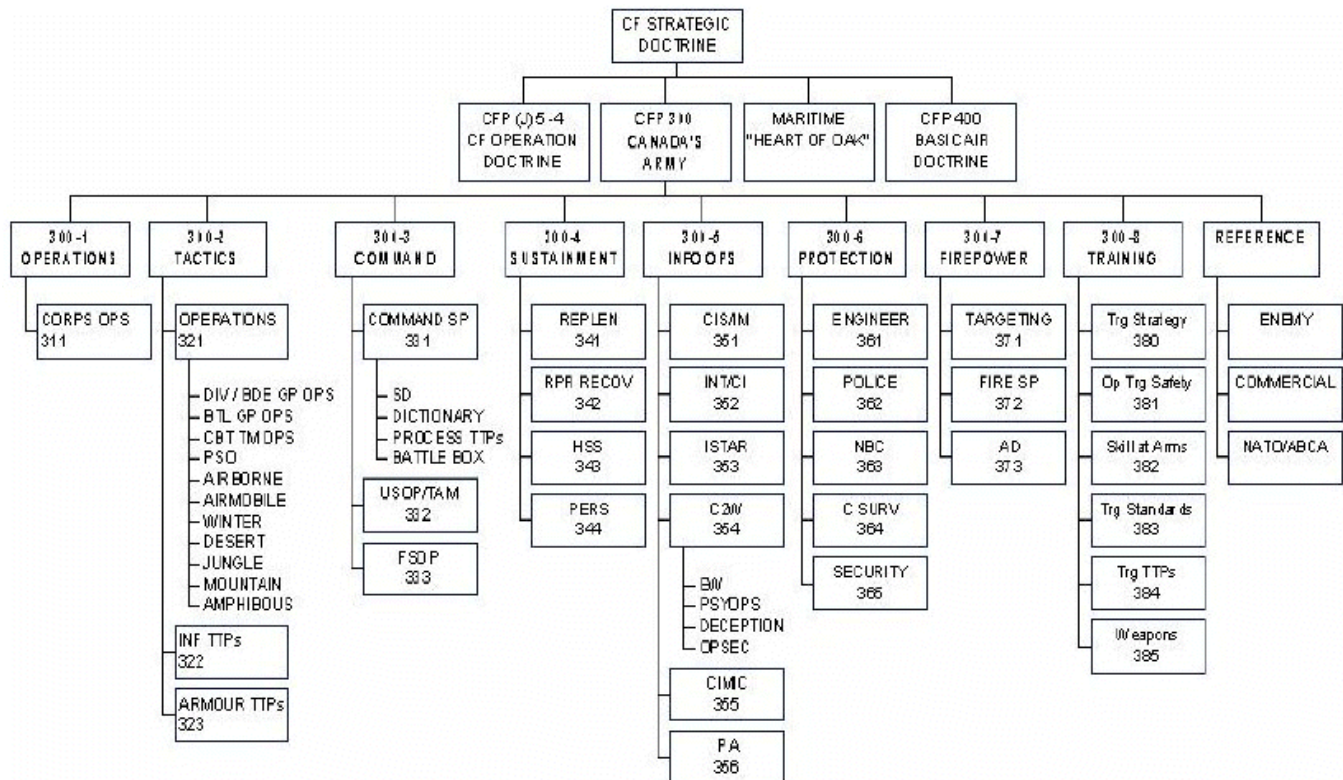 CF STRATEGIC
DOCTRINE
CFP (J) 5-4
CF OPERATION
DOCTRINE
CFP 300
CANADA'S
ARMY
MARITIME
"HEART OF OAK"
CFP 400
BASIC AIR
DOCTRINE
300-1
OPERATIONS
300-2
TACTICS
300-3
COMMAND
300-4
SUSTAINMENT
300-5
INFO OPS
300-6
PROTECTION
300-7
FIREPOWER
300-8
TRAINING
REFERENCE
CORPS OPS
311
OPERATIONS
321
DIV / BDE GP OPS
BTL GP OPS
CBT TM OPS
PSO
AIRBORNE
AIRMOBILE
WINTER
DESERT
JUNGLE
MOUNTAIN
AMPHIBOUS
INF TTPs
322
ARMOUR TTPs
323
COMMAND SP
331
SD
DICTIONARY
PROCESS TTPs
BATTLE BOX
USOP/TAM
332
FSOP
333
REPLEN
341
RPR RECOV
342
HSS
343
PERS
344
CIS/IM
351
INT/CI
352
ISTAR
353
C2W
354
EW
PSYOPS
DECEPTION
OPSEC
CIMIC
355
PA
356
ENGINEER
361
POLICE
362
NBC
363
C SURV
364
SECURITY
365
TARGETING
371
FIRE SP
372
AD
373
Trg Strategy
380
Op Trg Safety
381
Skill at Arms
382
Trg Standards
383
Trg TTPs
384
Weapons
385
ENEMY
COMMERCIAL
NATO/ABCA